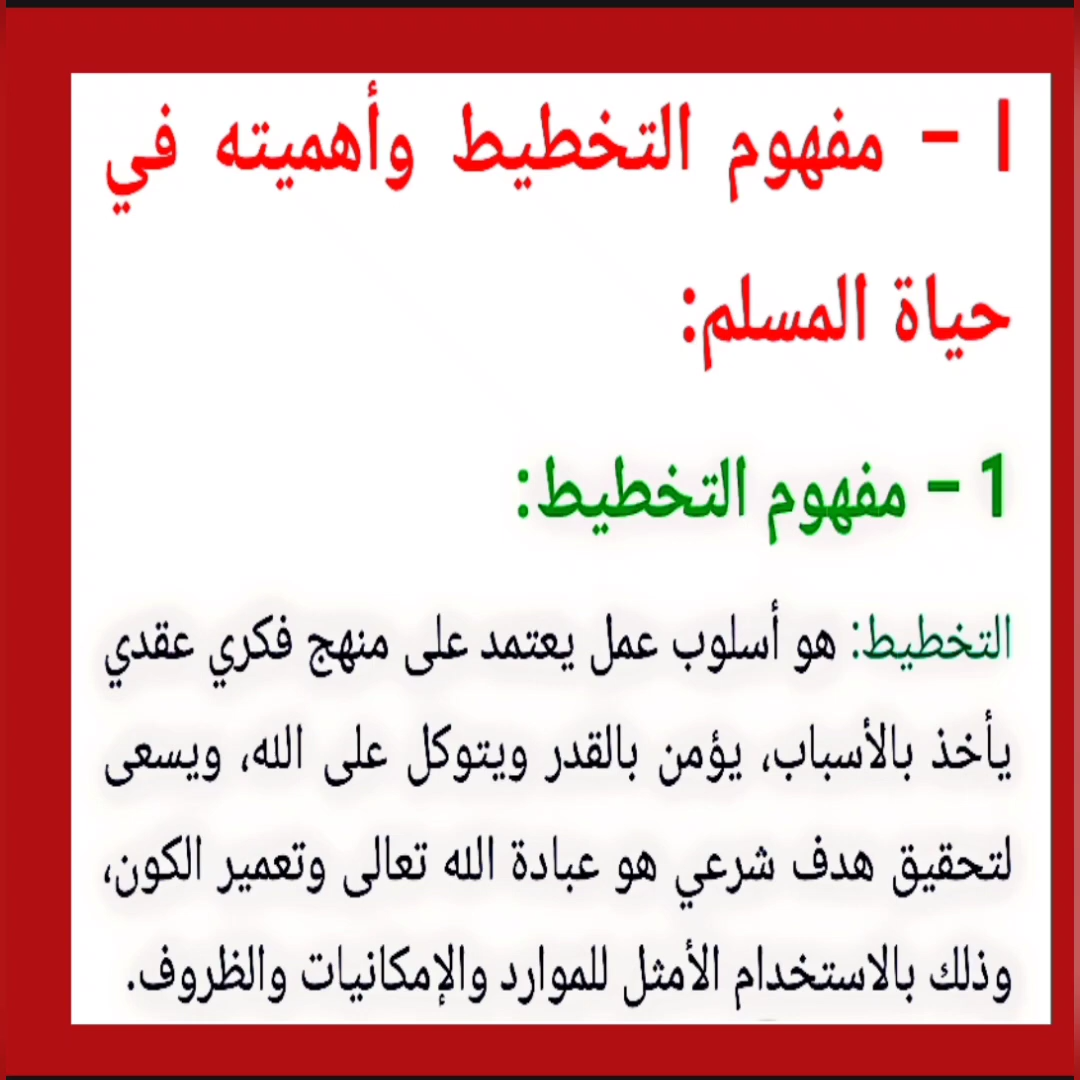 I – مفهوم التخطيط وأهميته في
حياة المسلم:
1 – مفهوم التخطيط:
التخطيط: هو أسلوب عمل يعتمد على منهج فكري عقدي
يأخذ بالأسباب، يؤمن بالقدر ويتوكل على الله، ويسعى
لتحقيق هدف شرعي هو عبادة الله تعالى وتعمير الكون،
وذلك بالاستخدام الأمثل للموارد والإمكانيات والظروف.